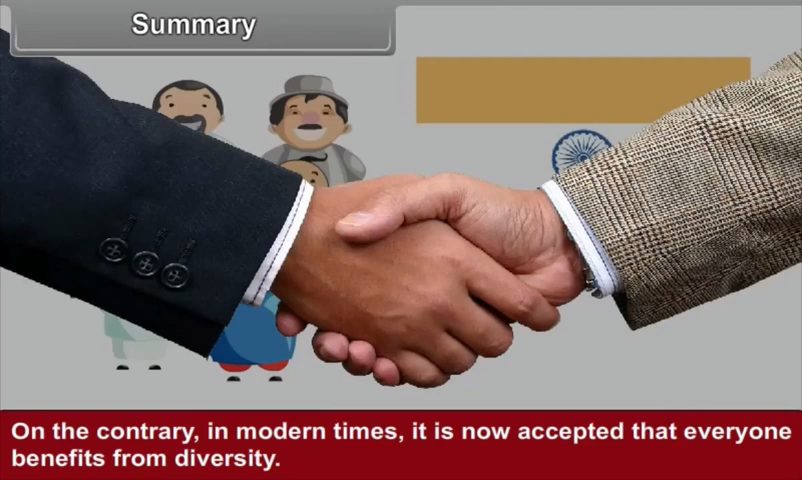 Summary
On the contrary, in modern times, it is now accepted that everyone
benefits from diversity.